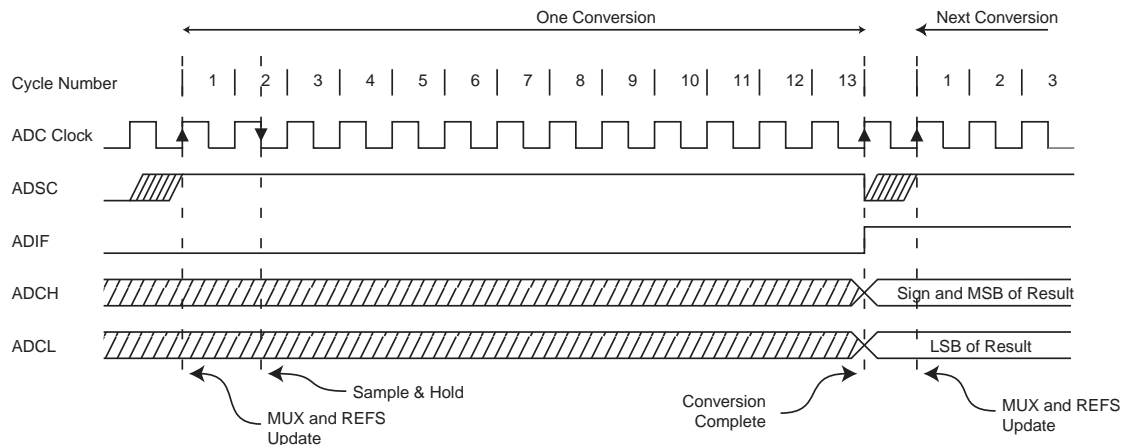 One Conversion
Next Conversion
Cycle Number 1 2 3 4 5 6 7 8 9 10 11 12 13 1 2 3
ADC Clock
ADSC
ADIF
ADCH Sign and MSB of Result
ADCL LSB of Result
MUX and REFS
Update
Sample & Hold
Conversion
Complete
MUX and REFS
Update